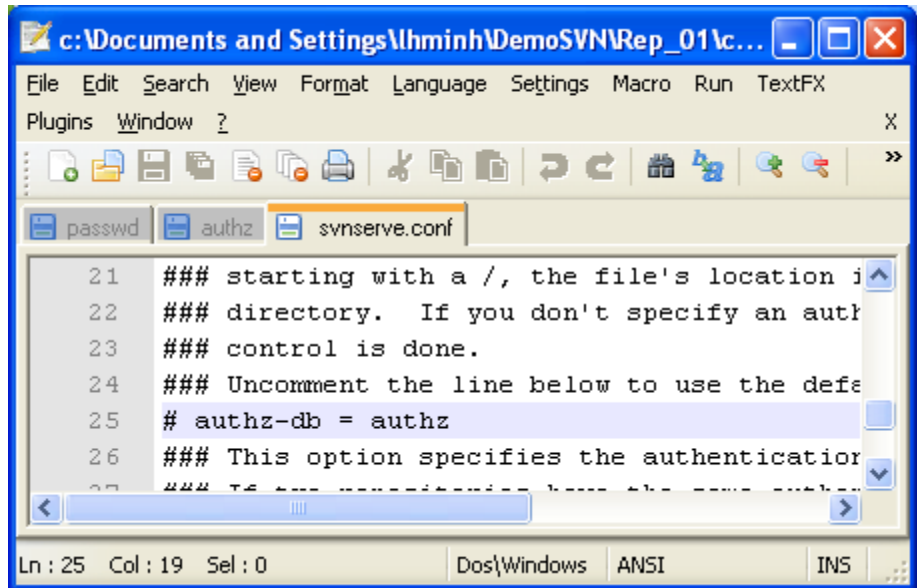 c:\Documents and Settings\lhminh\DemoSVN\Rep_01\c...
File Edit Search View Format Language Settings Macro Run TextFX
Plugins Window ? X
passwd authz svnserve.conf
21 ### starting with a /, the file's location i
22 ### directory. If you don't specify an auth
23 ### control is done.
24 ### Uncomment the line below to use the defa
25 # authz-db = authz
26 ### This option specifies the authentication
Ln : 25 Col : 19 Sel : 0 Dos\Windows ANSI INS